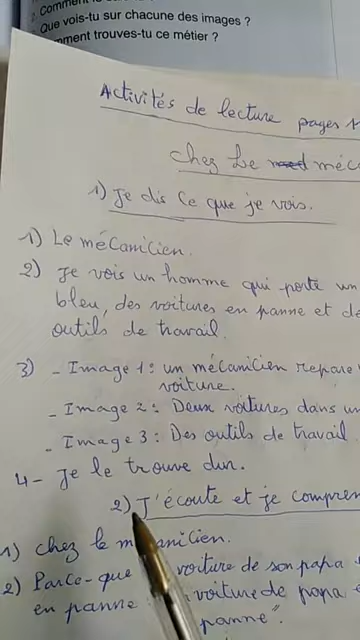 Comment
Que vois-tu sur chacune des images ?
mment trouves-tu ce métier ?
Activités de lecture pages
chez le
1) Je dis ce que je vois.
1) Le mécanicien.
2) Je vois un homme qui porte un
bleu, des voitures en panne et de
outils de travail.
3) - Image 1 : un mécanicien repare
voiture.
- Image 2 : Deux voitures dans un
- Image 3 : Des outils de travail
4 - Je le trouve dur.
2) J'écoute et je compren
1) chez le m anicien.
2) Parce-que voiture de son papa
en panne voiture de papa e
panne".